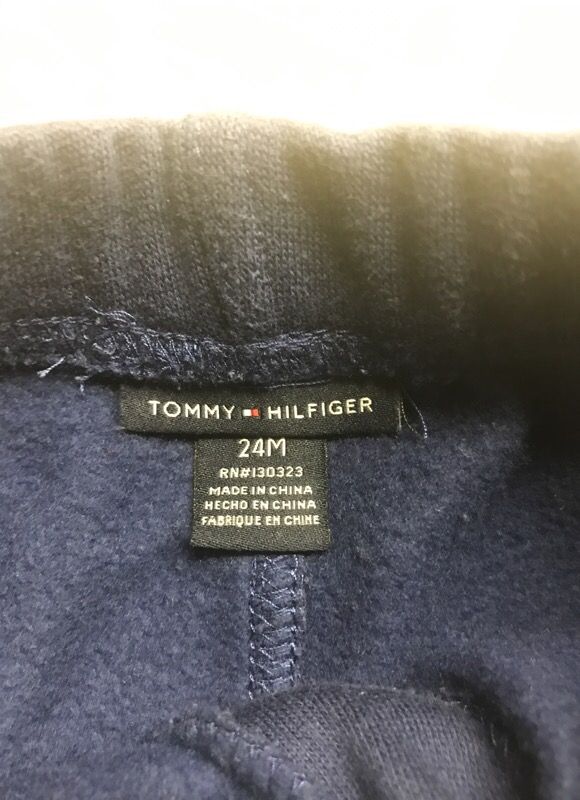 TOMMY HILFIGER
24M
RN#130323
MADE IN CHINA
HECHO EN CHINA
FABRIQUE EN CHINE